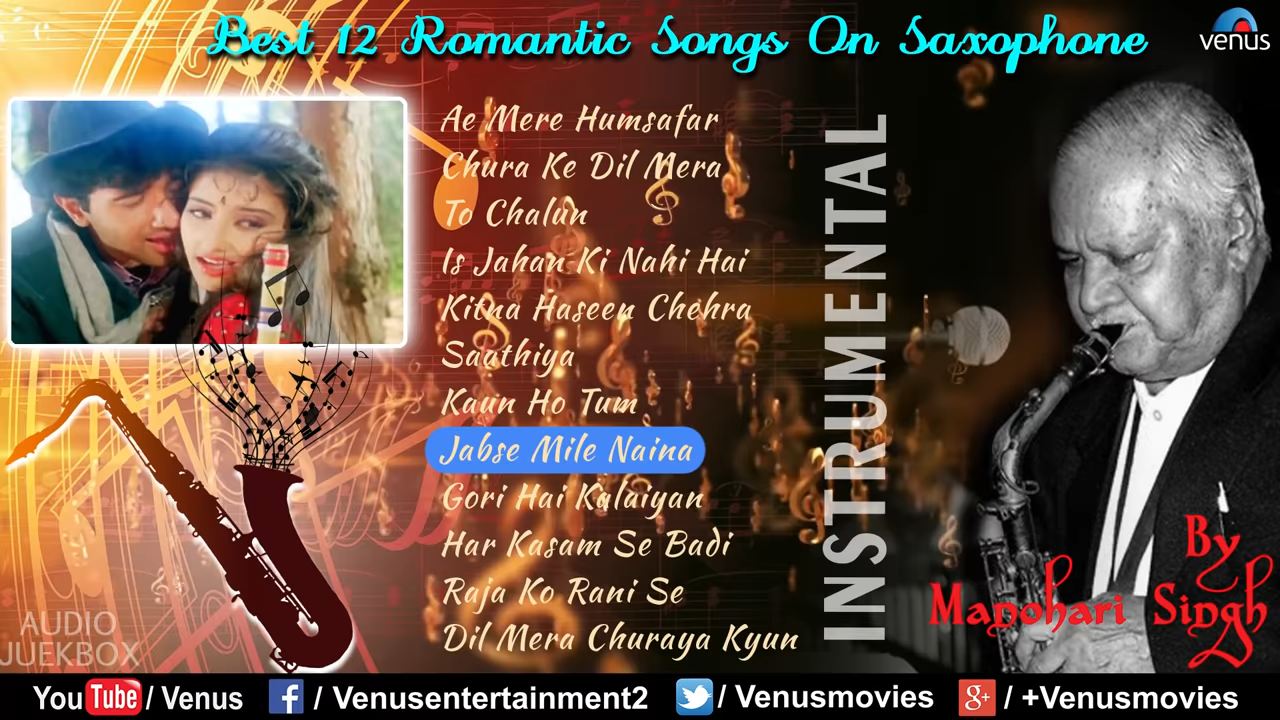 Best 12 Romantic Songs On Saxophone
venus
Ae Mere Humsafar
Chura Ke Dil Mera
To Chalun
Is Jahan Ki Nahi Hai
Kitna Haseen Chehra
Saathiya
Kaun Ho Tum
Jabse Mile Naina
Gori Hai Kalaiyan
Har Kasam Se Badi
Raja Ko Rani Se
Dil Mera Churaya Kyun
INSTRUMENTAL
By
Manohari Singh
AUDIO
JUEKBOX
YouTube / Venus f / Venusentertainment2 / Venusmovies g+ / +Venusmovies